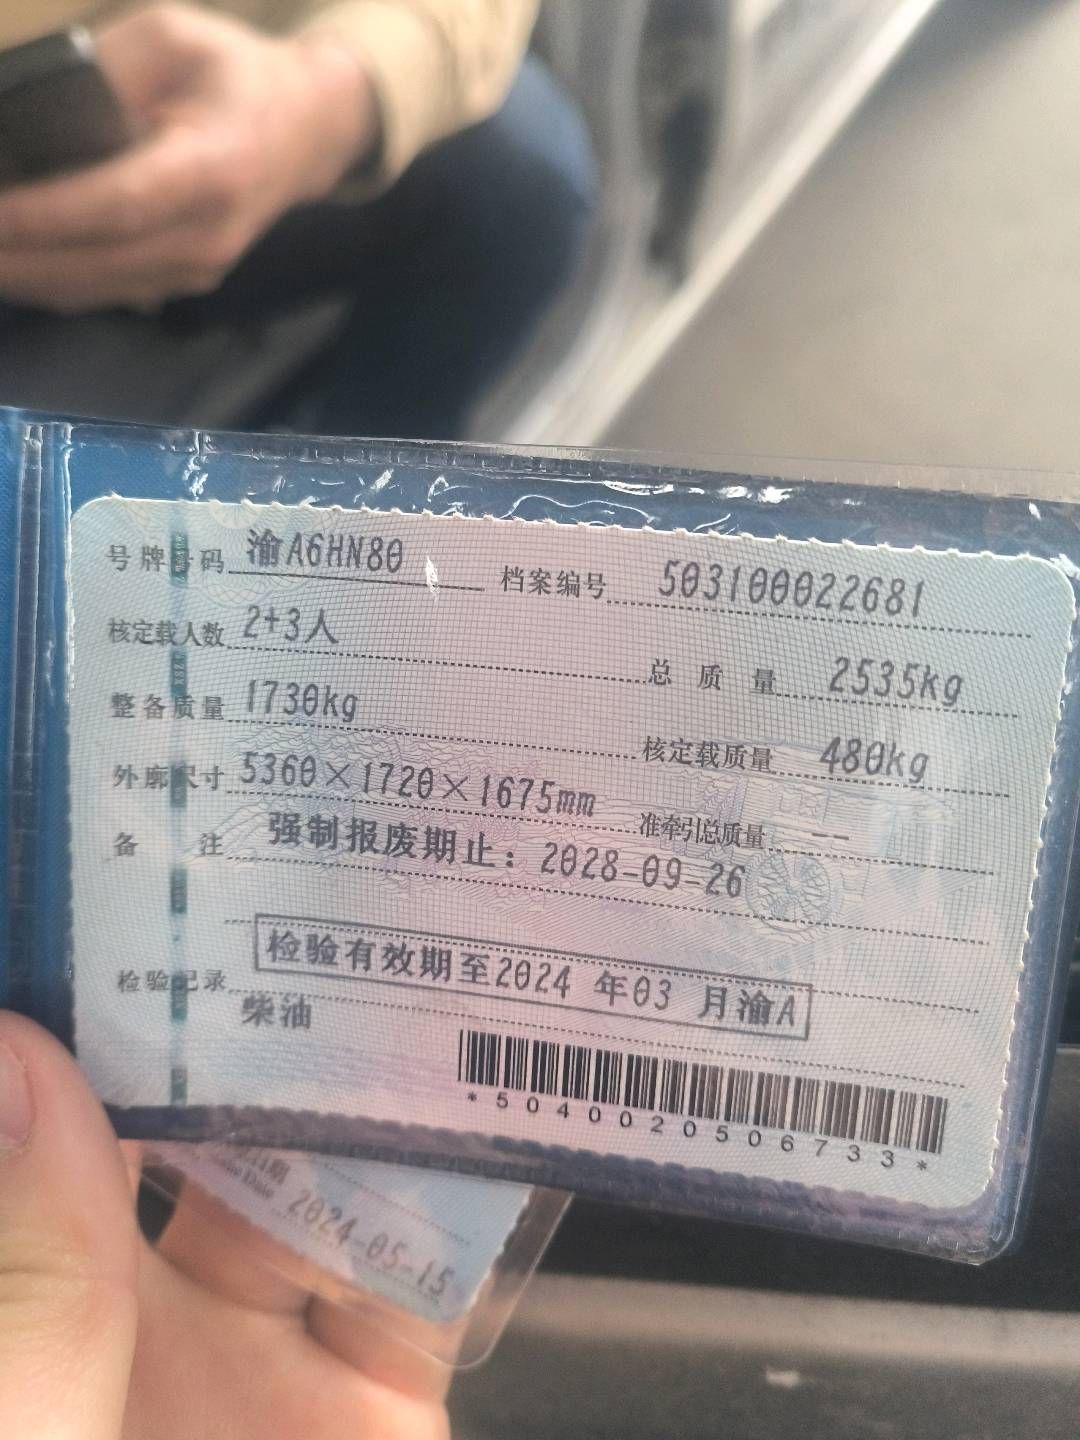 号牌号码 渝A6HN80 档案编号 503100022681
核定载人数 2+3人 总质量 2535kg
整备质量 1730kg 核定载质量 480kg
外廓尺寸 5360×1720×1675mm 准牵引总质量 --
备注 强制报废期止：2028-09-26
检验记录 检验有效期至2024 年03 月渝A
柴油
*5040020506733*
Date
2024-05-15